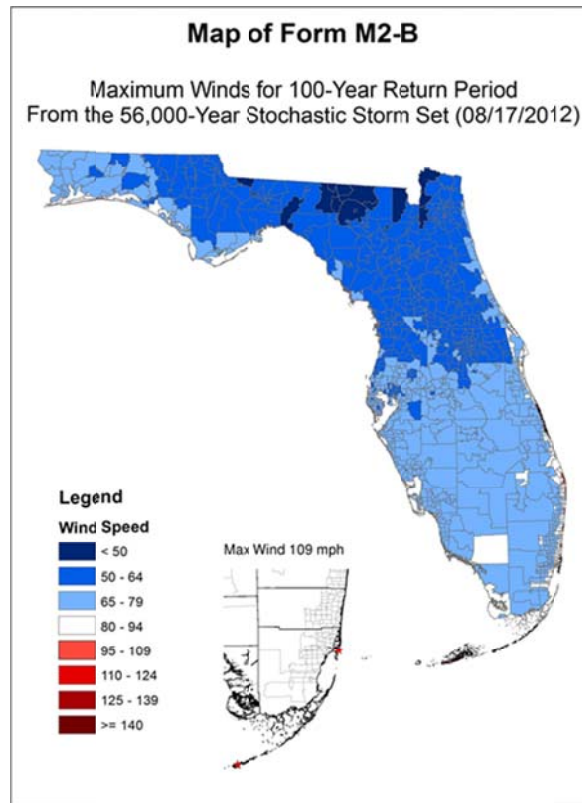 Map of Form M2-B
Maximum Winds for 100-Year Return Period
From the 56,000-Year Stochastic Storm Set (08/17/2012)
Legend
Wind Speed
< 50
50 - 64
65 - 79
80 - 94
95 - 109
110 - 124
125 - 139
>= 140
Max Wind 109 mph